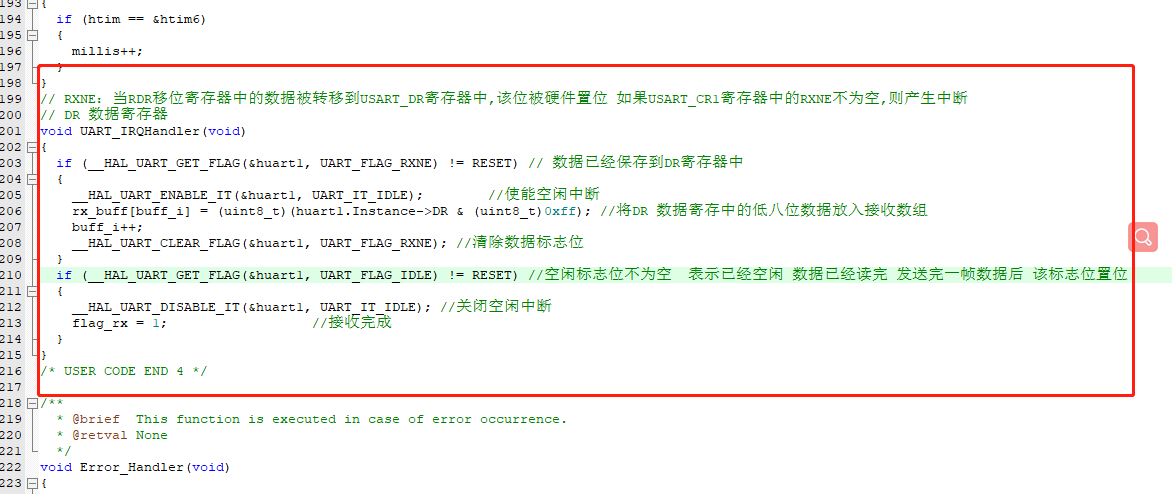 193 {
194 if (htim == &htim6)
195 {
196 millis++;
197 }
198 }
199 // RXNE: 当RDR移位寄存器中的数据被转移到USART_DR寄存器中,该位被硬件置位 如果USART_CR1寄存器中的RXNE不为空,则产生中断
200 // DR 数据寄存器
201 void UART_IRQHandler(void)
202 {
203 if (__HAL_UART_GET_FLAG(&huart1, UART_FLAG_RXNE) != RESET) // 数据已经保存到DR寄存器中
204 {
205 __HAL_UART_ENABLE_IT(&huart1, UART_IT_IDLE); //使能空闲中断
206 rx_buff[buff_i] = (uint8_t)(huart1.Instance->DR & (uint8_t)0xff); //将DR 数据寄存中的低八位数据放入接收数组
207 buff_i++;
208 __HAL_UART_CLEAR_FLAG(&huart1, UART_FLAG_RXNE); //清除数据标志位
209 }
210 if (__HAL_UART_GET_FLAG(&huart1, UART_FLAG_IDLE) != RESET) //空闲标志位不为空 表示已经空闲 数据已经读完 发送完一帧数据后 该标志位置位
211 {
212 __HAL_UART_DISABLE_IT(&huart1, UART_IT_IDLE); //关闭空闲中断
213 flag_rx = 1; //接收完成
214 }
215 }
216 /* USER CODE END 4 */
217
218 /**
219 * @brief This function is executed in case of error occurrence.
220 * @retval None
221 */
222 void Error_Handler(void)
223 {